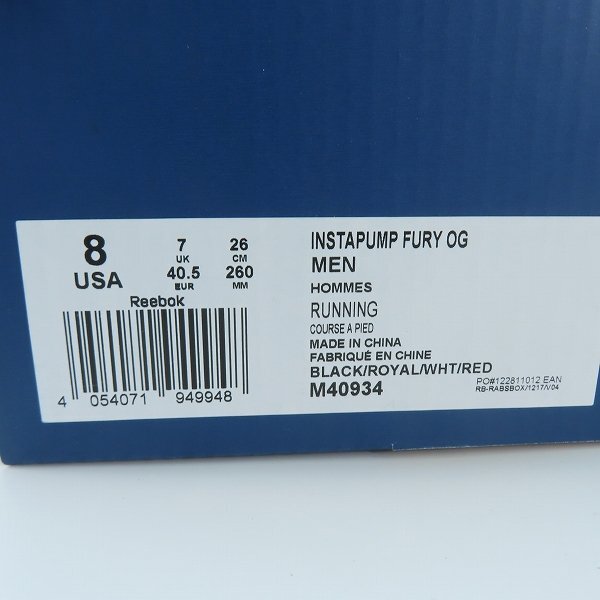 8
USA
7
UK
40.5
EUR
26
CM
260
MM
Reebok
4 054071 949948
INSTAPUMP FURY OG
MEN
HOMMES
RUNNING
COURSE A PIED
MADE IN CHINA
FABRIQUÉ EN CHINE
BLACK/ROYAL/WHT/RED
M40934
PO#122811012 EAN
RB-RABSBOX/1217/V04